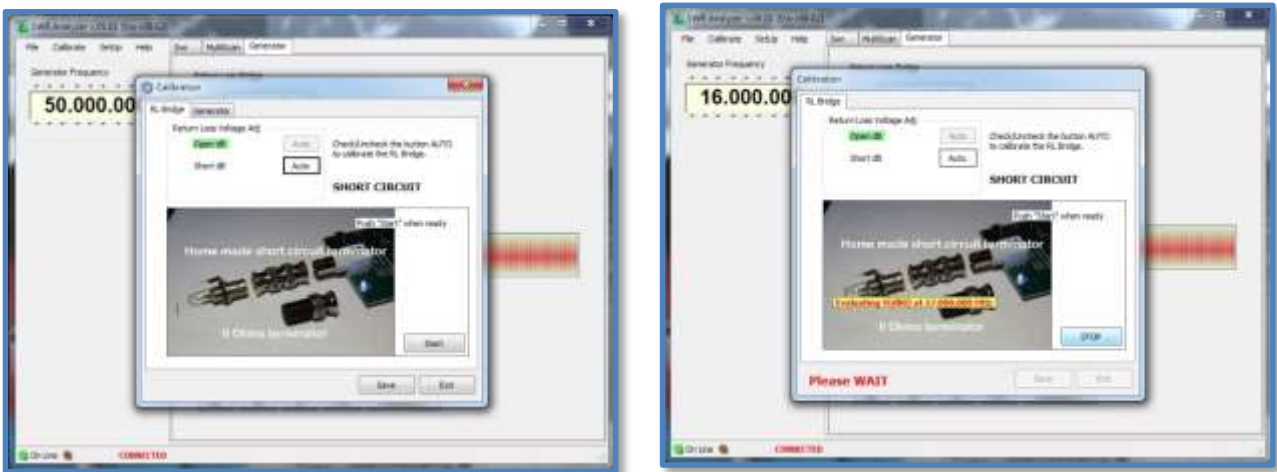 File Calibrate SetUp Help
Swr Multiscan Generator
Generator Frequency
50.000.00
Calibration
RL Bridge Generator
Return Loss Voltage Adj
Open dB
Auto
Short dB
Auto
Check/Uncheck the button AUTO
to calibrate the RL Bridge.
SHORT CIRCUIT
Push "Start" when ready
Home made short circuit terminator
0 Ohms terminator
Start
Save
Exit
On Line
CONNECTED
File Calibrate SetUp Help
Swr Multiscan Generator
Generator Frequency
16.000.00
Calibration
RL Bridge
Return Loss Voltage Adj
Open dB
Auto
Short dB
Auto
Check/Uncheck the button AUTO
to calibrate the RL Bridge.
SHORT CIRCUIT
Push "Start" when ready
Home made short circuit terminator
0 Ohms terminator
STOP
Please WAIT
Save
Exit
On Line
CONNECTED